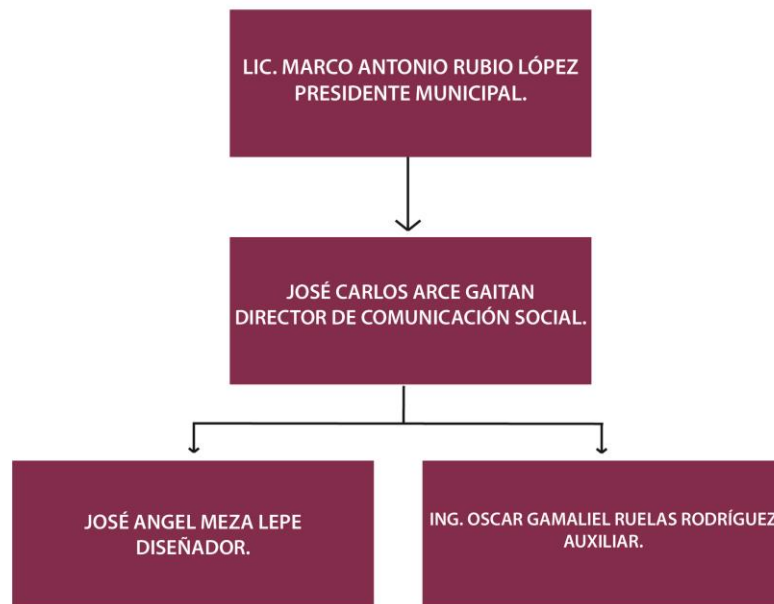 LIC. MARCO ANTONIO RUBIO LÓPEZ
PRESIDENTE MUNICIPAL.
JOSÉ CARLOS ARCE GAITAN
DIRECTOR DE COMUNICACIÓN SOCIAL.
JOSÉ ANGEL MEZA LEPE
DISEÑADOR.
ING. OSCAR GAMALIEL RUELAS RODRÍGUEZ
AUXILIAR.